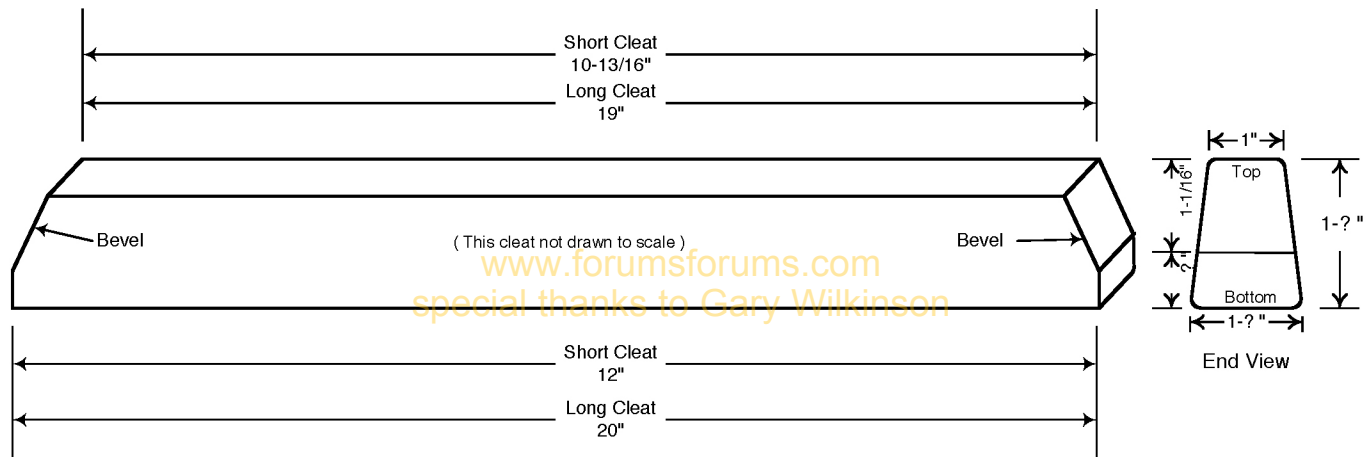 Short Cleat
10-13/16"
Long Cleat
19"
Bevel
( This cleat not drawn to scale )
Bevel
www.forumsforums.com
special thanks to Gary Wilkinson
Short Cleat
12"
Long Cleat
20"
1"
Top
1-1/16"
1-? "
? "
Bottom
1-? "
End View